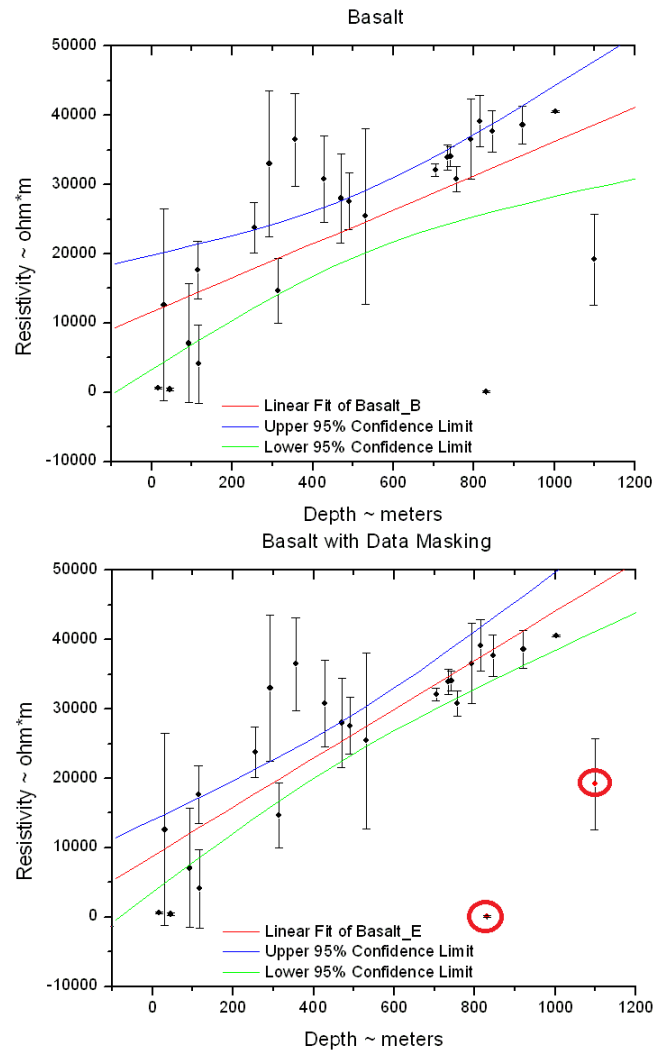 Basalt
50000
40000
30000
20000
10000
0
-10000
Resistivity ~ ohm*m
Linear Fit of Basalt_B
Upper 95% Confidence Limit
Lower 95% Confidence Limit
0 200 400 600 800 1000 1200
Depth ~ meters
Basalt with Data Masking
50000
40000
30000
20000
10000
0
-10000
Resistivity ~ ohm*m
Linear Fit of Basalt_E
Upper 95% Confidence Limit
Lower 95% Confidence Limit
0 200 400 600 800 1000 1200
Depth ~ meters